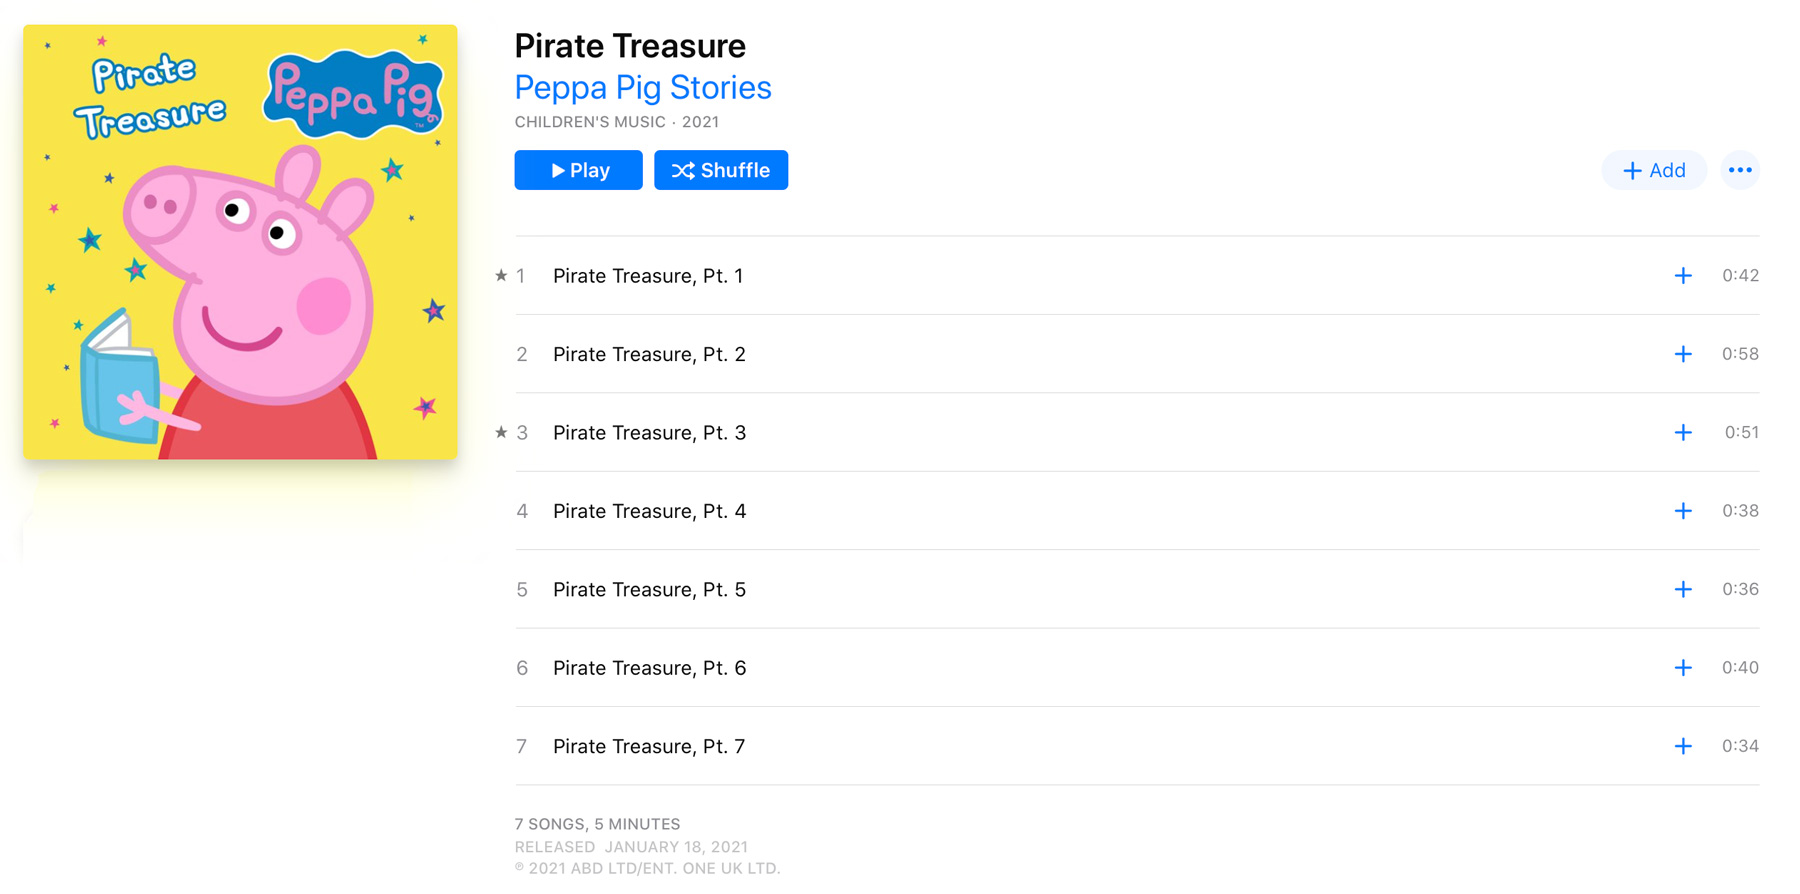 Pirate
Treasure
Peppa Pig
™
Pirate Treasure
Peppa Pig Stories
CHILDREN'S MUSIC · 2021
Play
Shuffle
+ Add
•••
★ 1 Pirate Treasure, Pt. 1 + 0:42
2 Pirate Treasure, Pt. 2 + 0:58
★ 3 Pirate Treasure, Pt. 3 + 0:51
4 Pirate Treasure, Pt. 4 + 0:38
5 Pirate Treasure, Pt. 5 + 0:36
6 Pirate Treasure, Pt. 6 + 0:40
7 Pirate Treasure, Pt. 7 + 0:34
7 SONGS, 5 MINUTES
RELEASED JANUARY 18, 2021
℗ 2021 ABD LTD/ENT. ONE UK LTD.